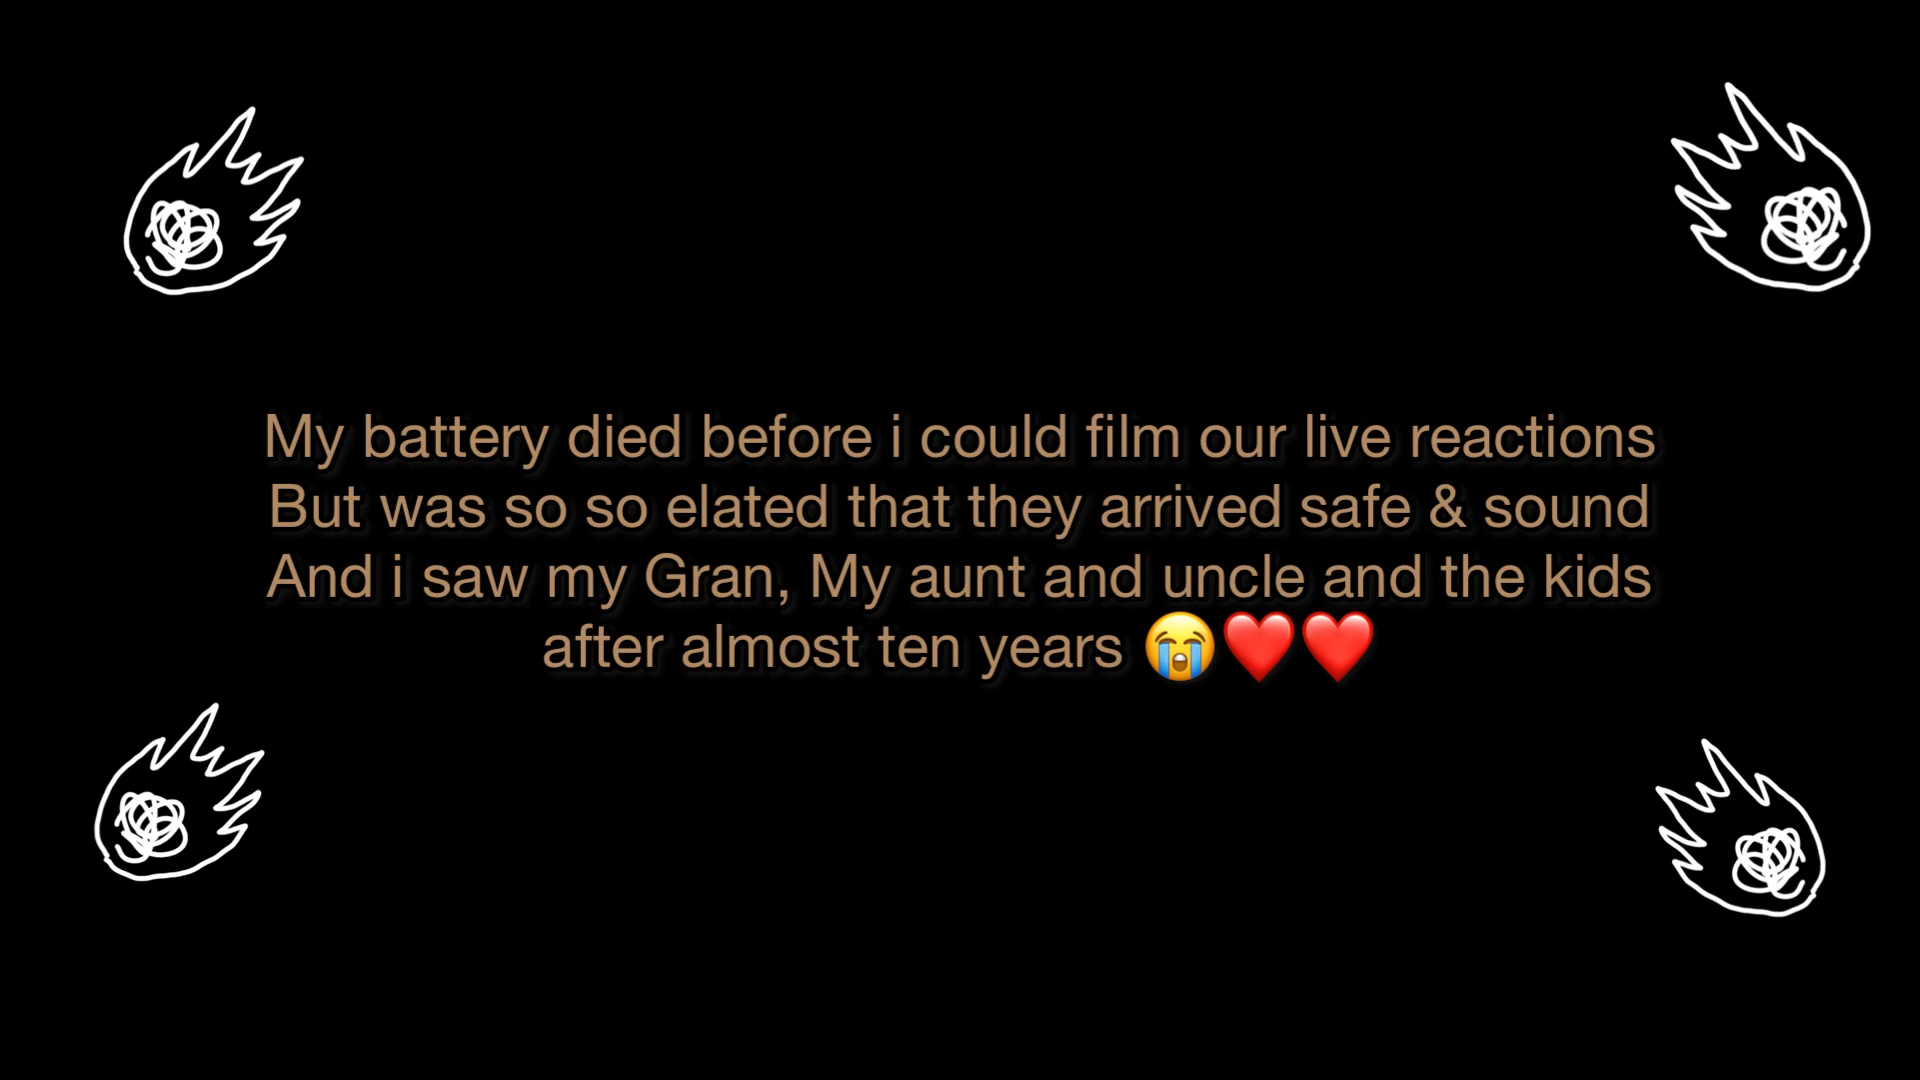 My battery died before i could film our live reactions
But was so so elated that they arrived safe & sound
And i saw my Gran, My aunt and uncle and the kids
after almost ten years 😭❤️❤️